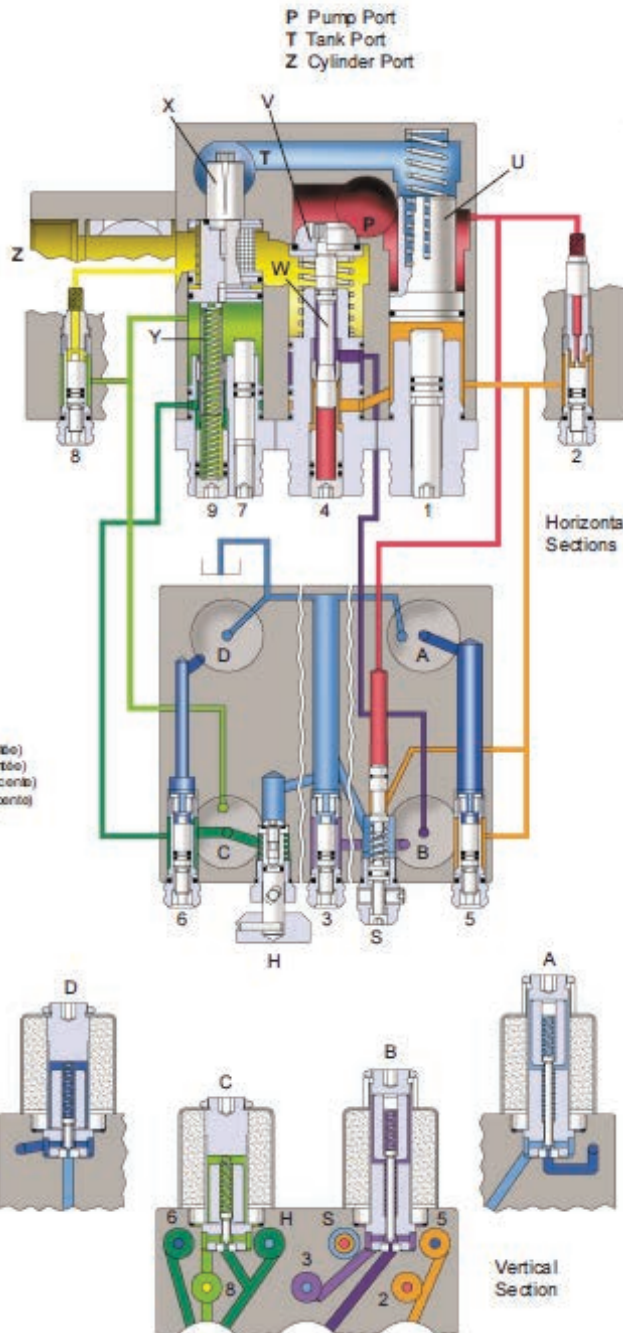 P Pump Port
T Tank Port
Z Cylinder Port
X
V
T
U
P
Z
W
Y
8
2
9
7
4
1
Horizonta
Sections
D
A
C
B
6
3
S
5
H
D
A
B
C
6
H
S
5
3
8
2
Vertical
Section